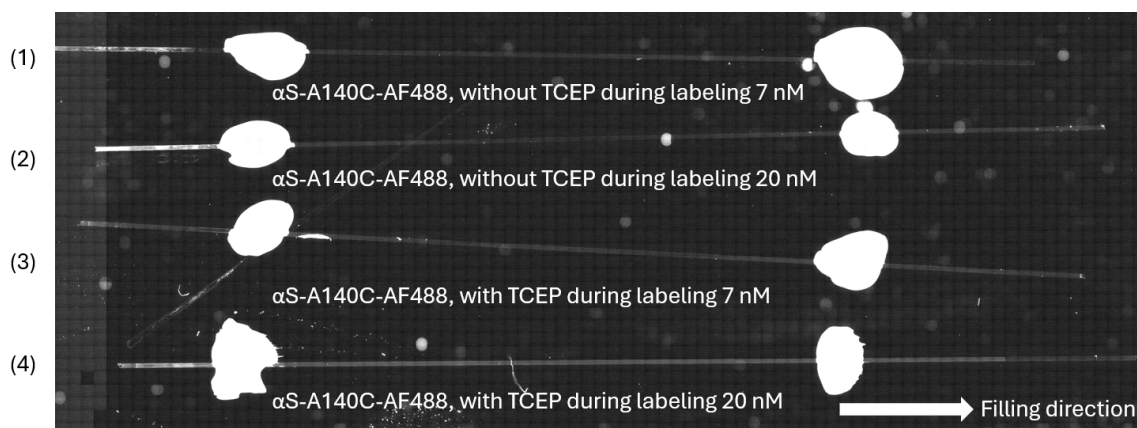 (1)
αS-A140C-AF488, without TCEP during labeling 7 nM
(2)
αS-A140C-AF488, without TCEP during labeling 20 nM
(3)
αS-A140C-AF488, with TCEP during labeling 7 nM
(4)
αS-A140C-AF488, with TCEP during labeling 20 nM
Filling direction